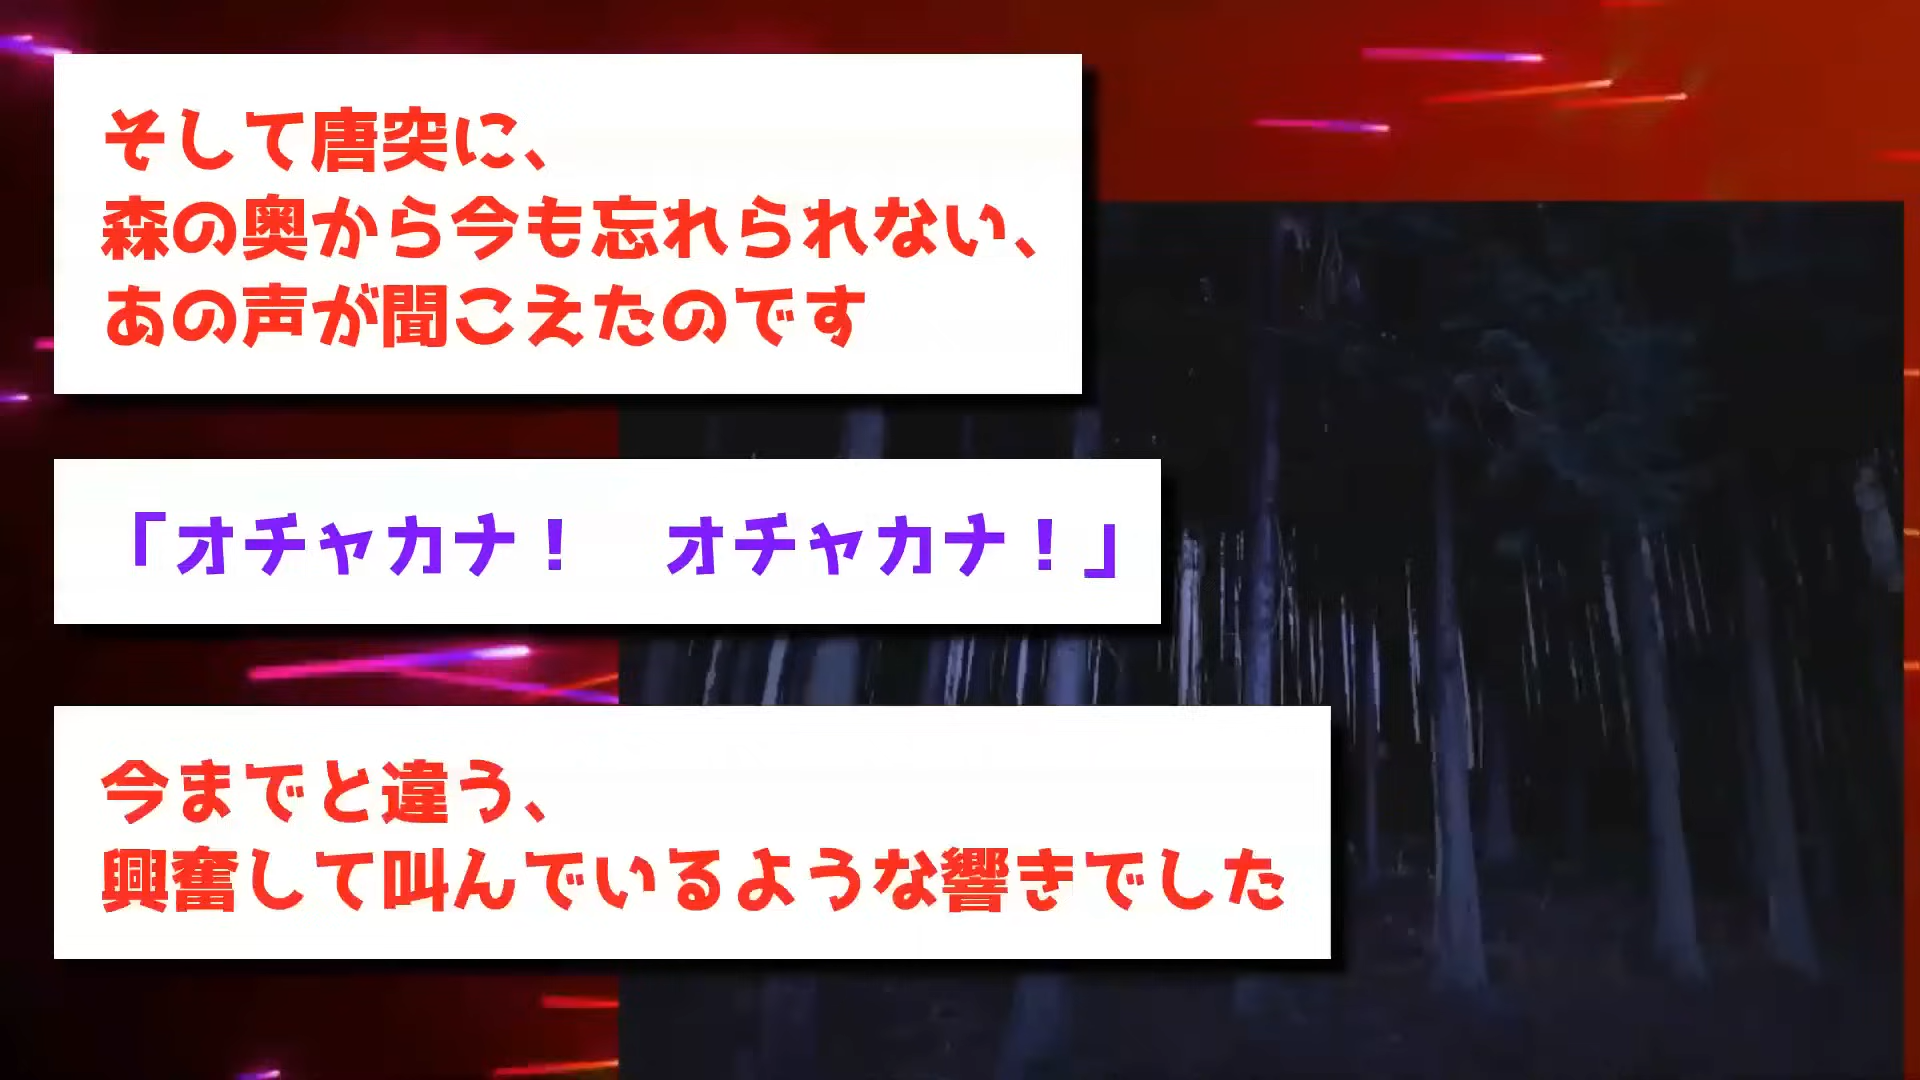 そして唐突に、
森の奥から今も忘れられない、
あの声が聞こえたのです
「オチャカナ！　オチャカナ！」
今までと違う、
興奮して叫んでいるような響きでした